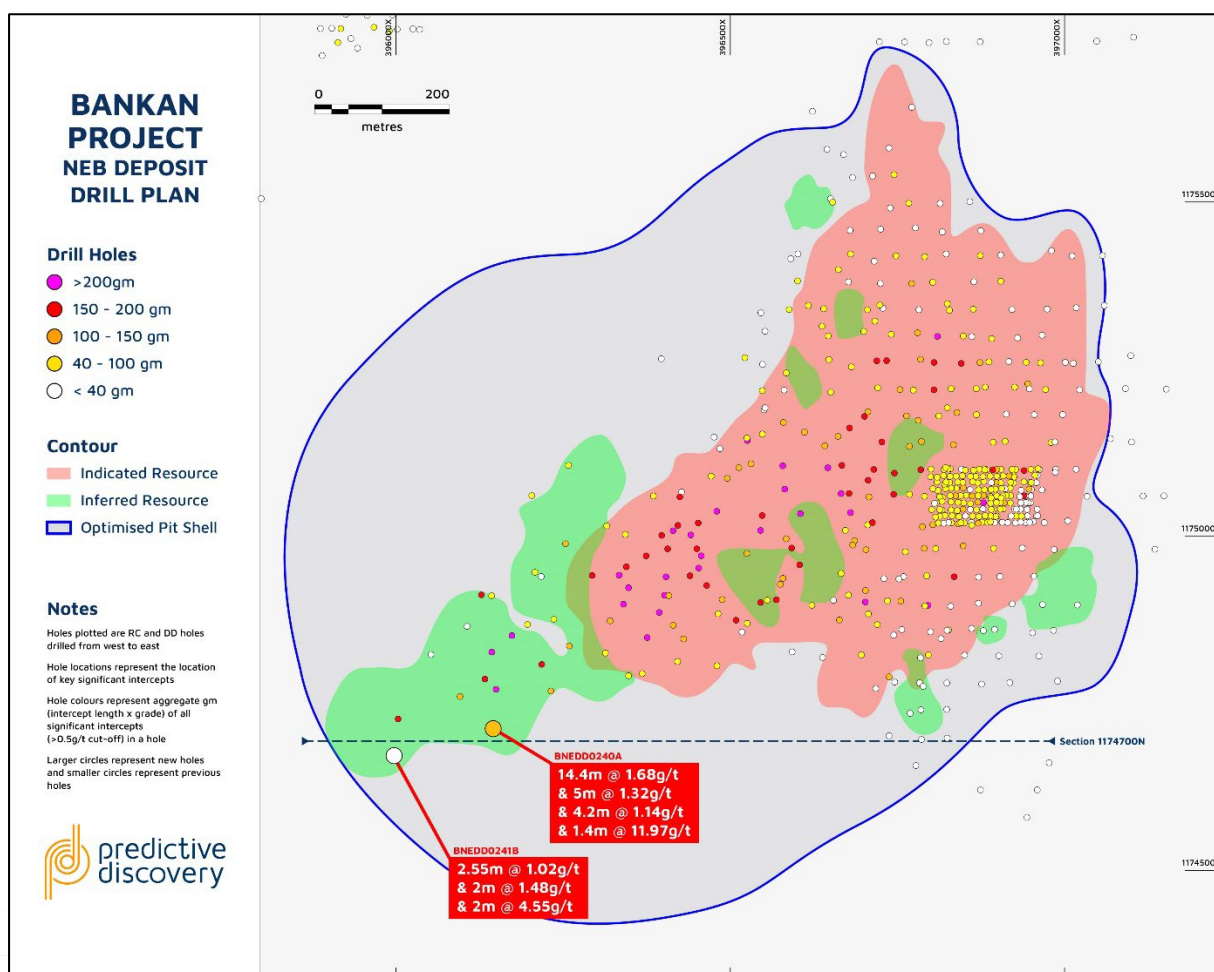 BANKAN
PROJECT
NEB DEPOSIT
DRILL PLAN
Drill Holes
>200gm
150 - 200 gm
100 - 150 gm
40 - 100 gm
< 40 gm
Contour
Indicated Resource
Inferred Resource
Optimised Pit Shell
Notes
Holes plotted are RC and DD holes
drilled from west to east
Hole locations represent the location
of key significant intercepts
Hole colours represent aggregate gm
(intercept length x grade) of all
significant intercepts
(>0.5g/t cut-off) in a hole
Larger circles represent new holes
and smaller circles represent previous
holes
predictive
discovery
396000X
396500X
397000X
0 200
metres
1175500
1175000
Section 1174700N
1174500
BNEDD0240A
14.4m @ 1.68g/t
& 5m @ 1.32g/t
& 4.2m @ 1.14g/t
& 1.4m @ 11.97g/t
BNEDD0241B
2.55m @ 1.02g/t
& 2m @ 1.48g/t
& 2m @ 4.55g/t